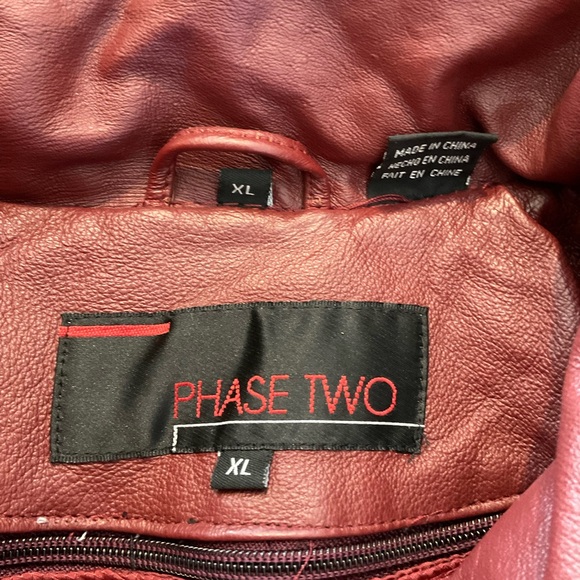 XL
MADE IN CHINA
HECHO EN CHINA
FAIT EN CHINE
PHASE TWO
XL